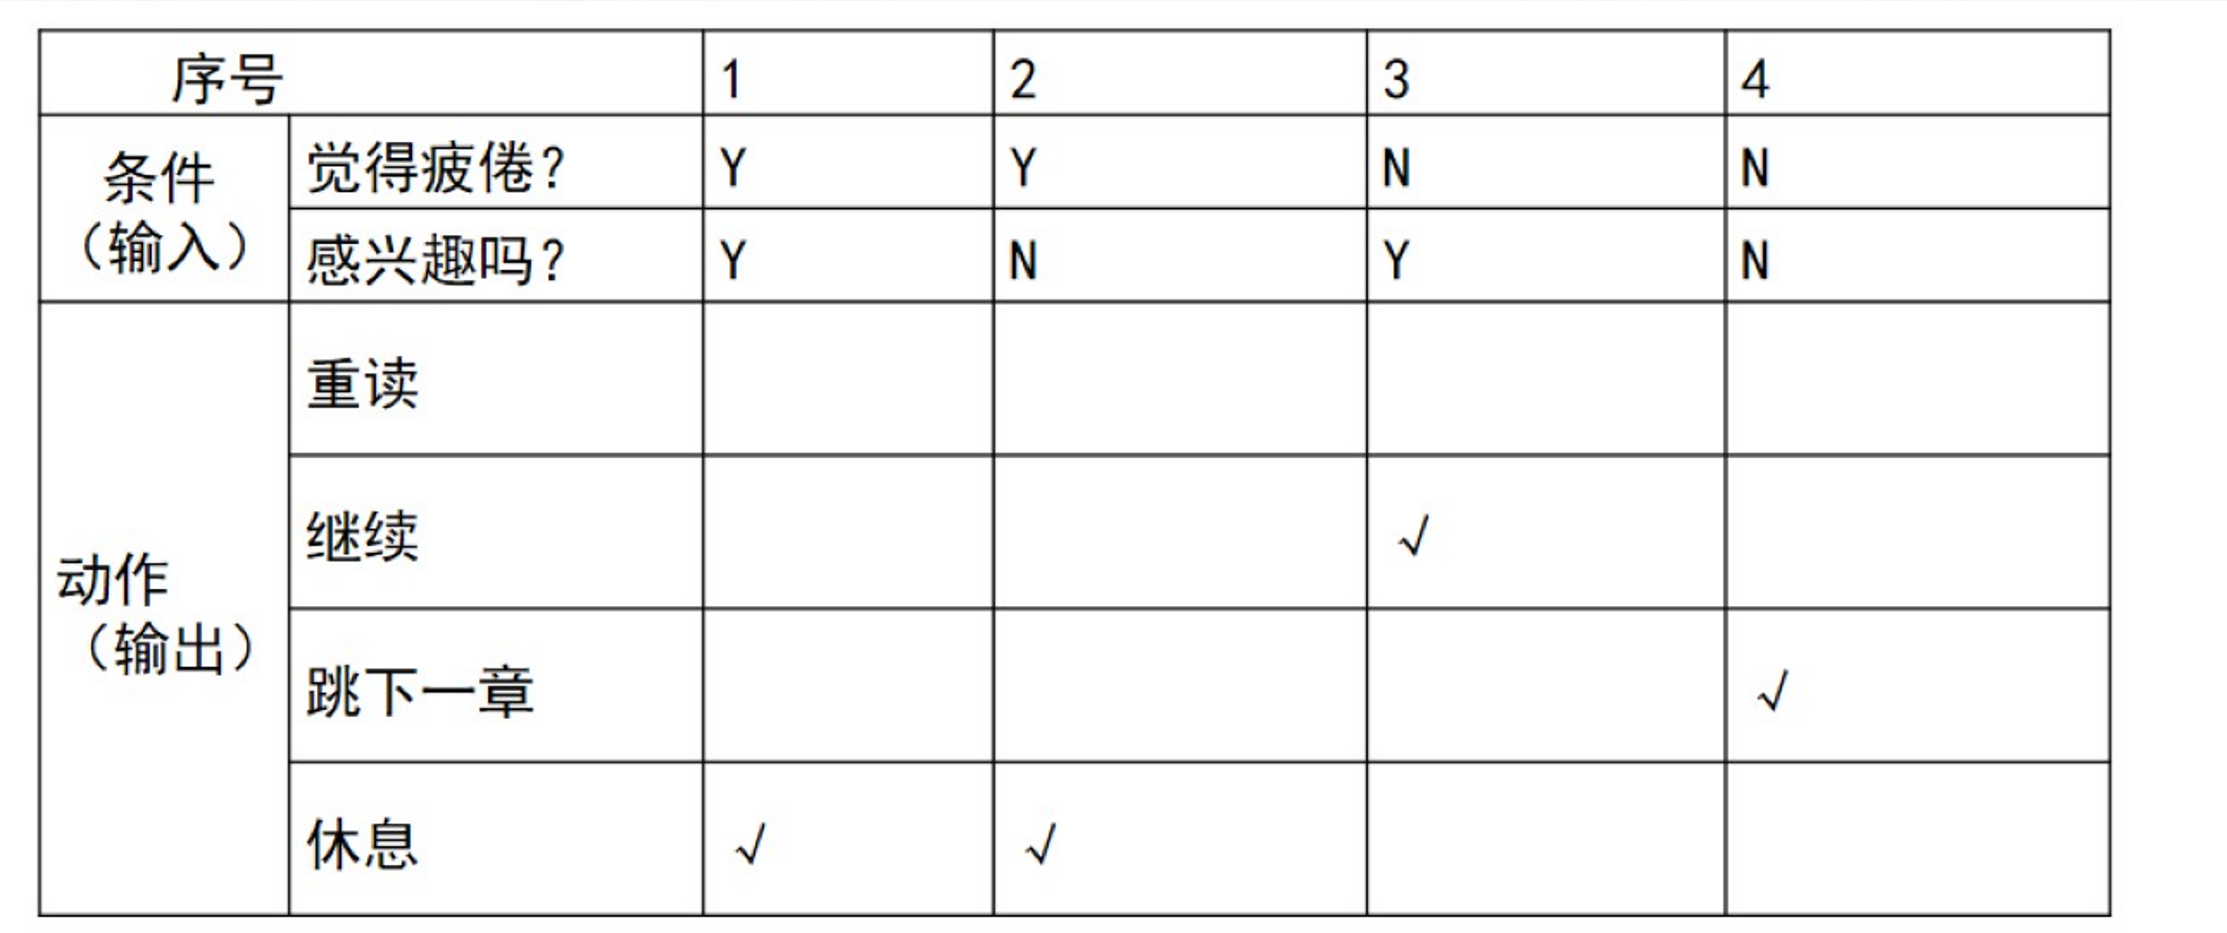 序号 1 2 3 4
条件
（输入）
觉得疲倦？ Y Y N N
感兴趣吗？ Y N Y N
动作
（输出）
重读
继续 √
跳下一章 √
休息 √ √